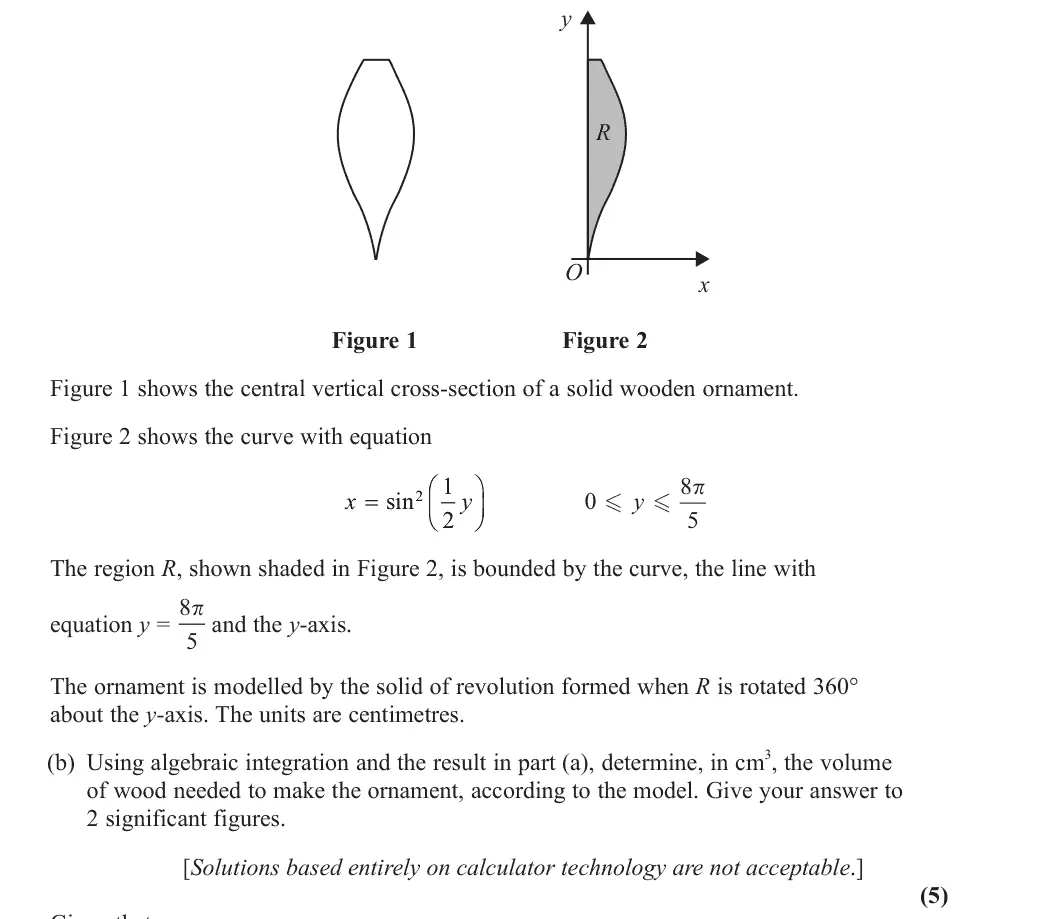 y
R
O
x
Figure 1 Figure 2
Figure 1 shows the central vertical cross-section of a solid wooden ornament.
Figure 2 shows the curve with equation
x = sin²(1/2 y) 0 ⩽ y ⩽ 8π/5
The region R, shown shaded in Figure 2, is bounded by the curve, the line with
equation y = 8π/5 and the y-axis.
The ornament is modelled by the solid of revolution formed when R is rotated 360°
about the y-axis. The units are centimetres.
(b) Using algebraic integration and the result in part (a), determine, in cm³, the volume
of wood needed to make the ornament, according to the model. Give your answer to
2 significant figures.
[Solutions based entirely on calculator technology are not acceptable.]
(5)